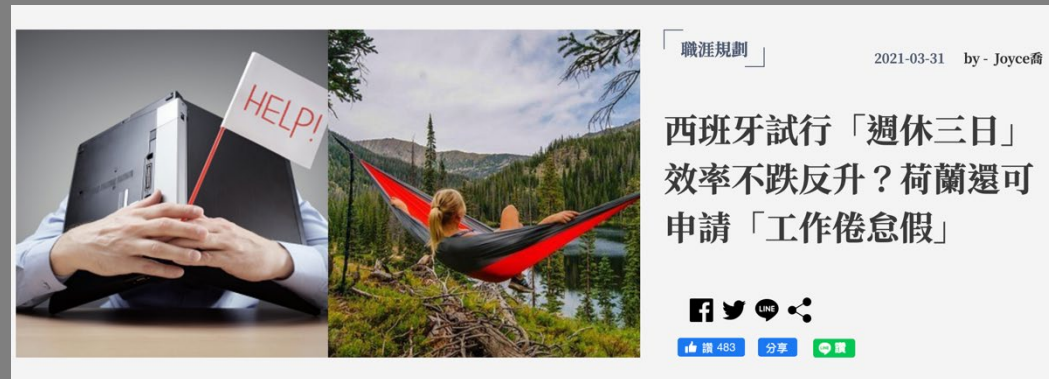 HELP!
職涯規劃
2021-03-31 by - Joyce喬
西班牙試行「週休三日」
效率不跌反升？荷蘭還可
申請「工作倦怠假」
LINE
讚 483 分享 讚